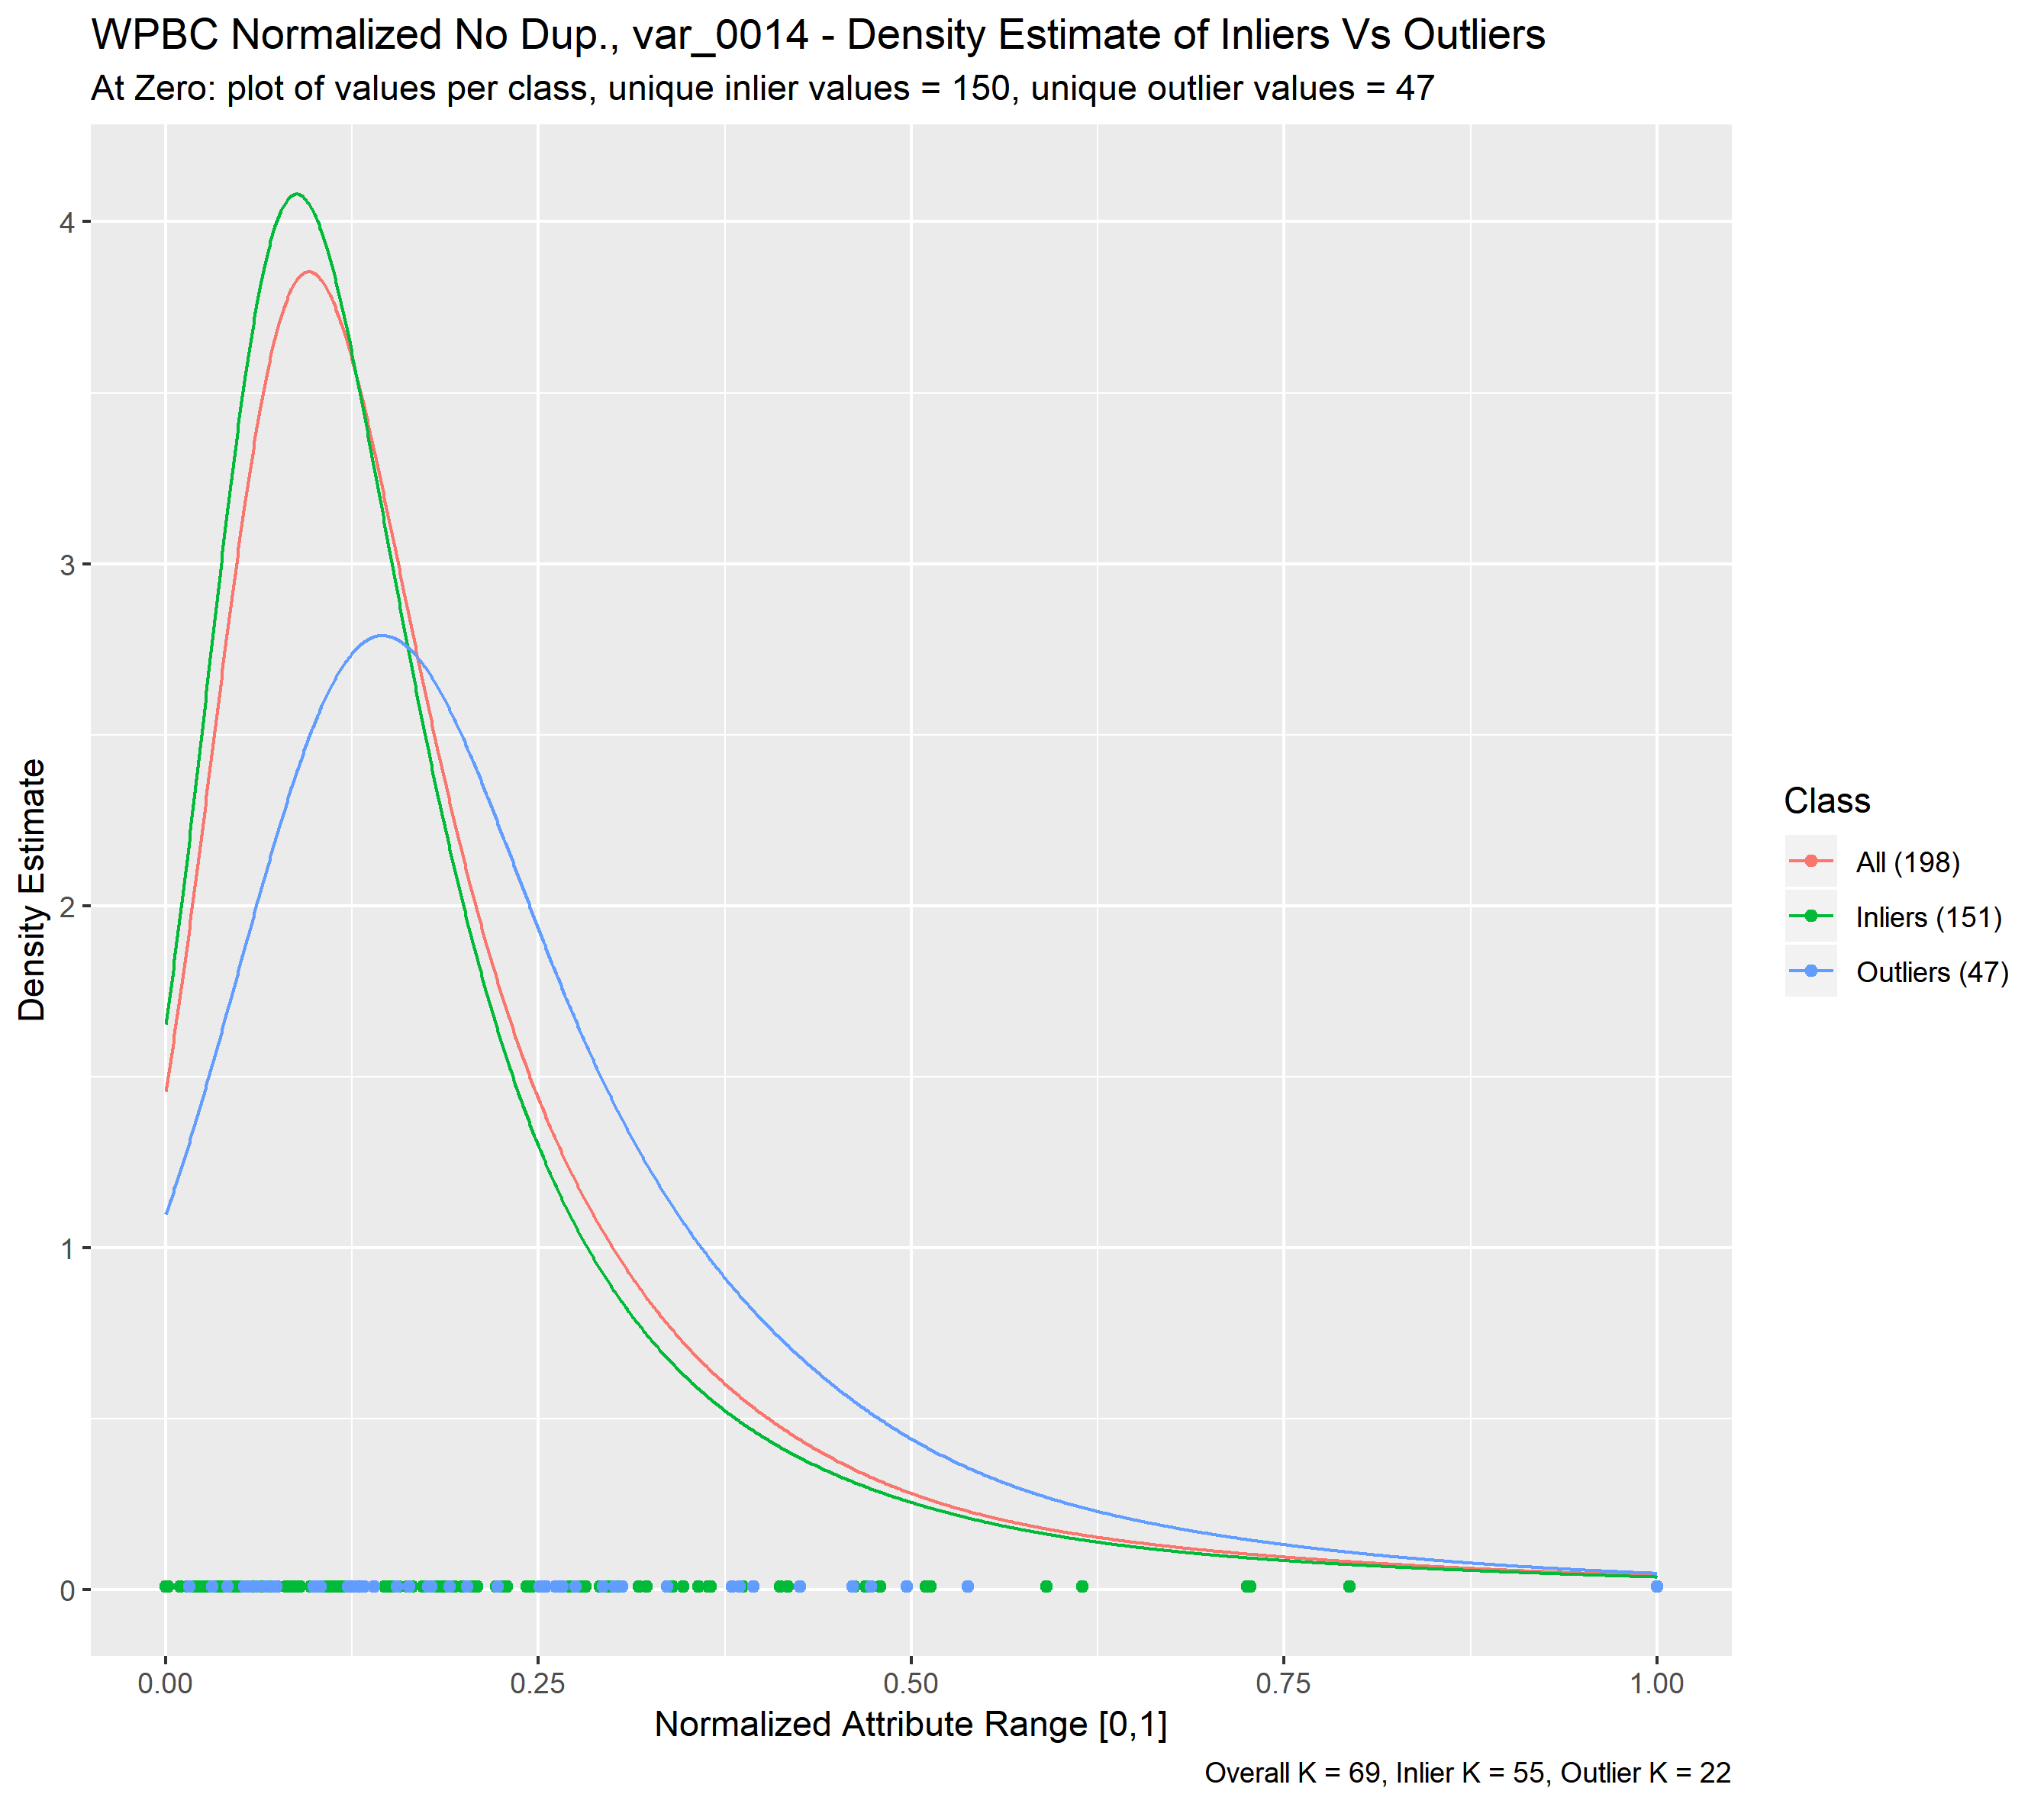 WPBC Normalized No Dup., var_0014 - Density Estimate of Inliers Vs Outliers
At Zero: plot of values per class, unique inlier values = 150, unique outlier values = 47
Density Estimate
4
3
2
1
0
0.00 0.25 0.50 0.75 1.00
Normalized Attribute Range [0,1]
Class
All (198)
Inliers (151)
Outliers (47)
Overall K = 69, Inlier K = 55, Outlier K = 22